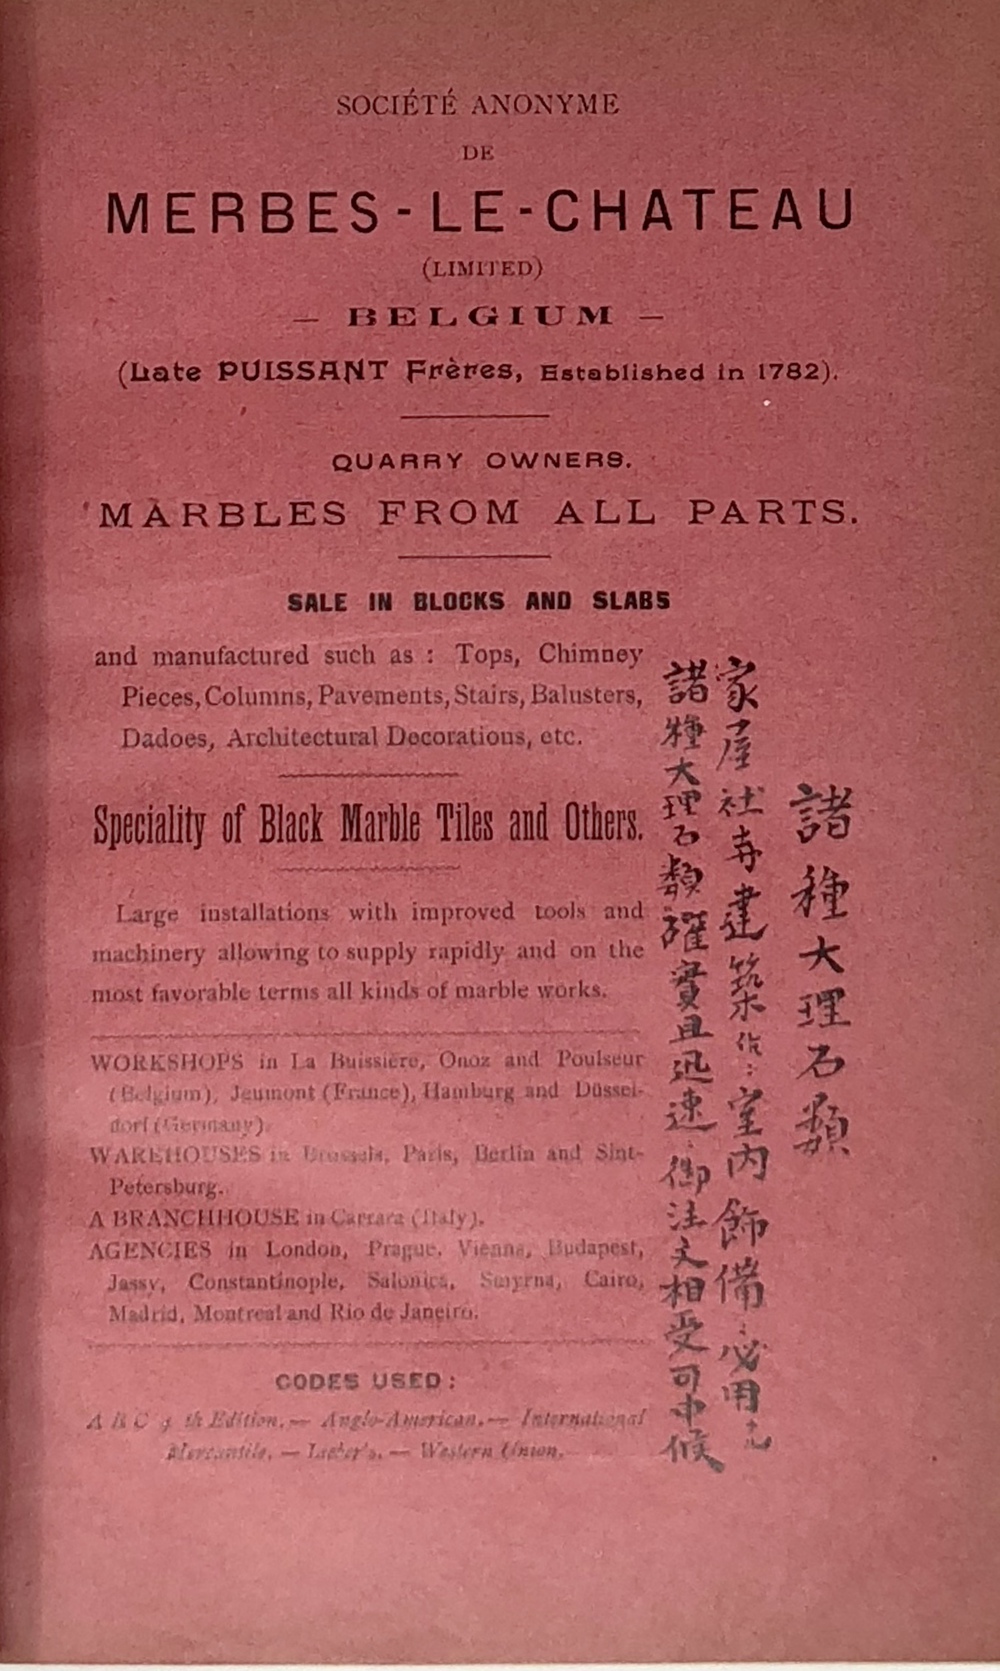 SOCIÉTÉ ANONYME
DE
MERBES-LE-CHATEAU
(LIMITED)
— BELGIUM —
(Late PUISSANT Frères, Established in 1782).
QUARRY OWNERS.
MARBLES FROM ALL PARTS.
SALE IN BLOCKS AND SLABS
and manufactured such as : Tops, Chimney
Pieces, Columns, Pavements, Stairs, Balusters,
Dadoes, Architectural Decorations, etc.
Speciality of Black Marble Tiles and Others.
Large installations with improved tools and
machinery allowing to supply rapidly and on the
most favorable terms all kinds of marble works.
WORKSHOPS in La Buissière, Onoz and Poulseur
(Belgium), Jeumont (France), Hamburg and Düssel-
dorf (Germany).
WAREHOUSES in Brussels, Paris, Berlin and Sint-
Petersburg.
A BRANCHHOUSE in Carrara (Italy).
AGENCIES in London, Prague, Vienna, Budapest,
Jassy, Constantinople, Salonica, Smyrna, Cairo,
Madrid, Montreal and Rio de Janeiro.
CODES USED :
A B C 4 th Edition. — Anglo-American. — International
Mercantile. — Lieber's. — Western Union.
諸種大理石類
家屋社寺建築 室内飾備 必用
諸種大理石類確實且迅速 御注文相受可申候